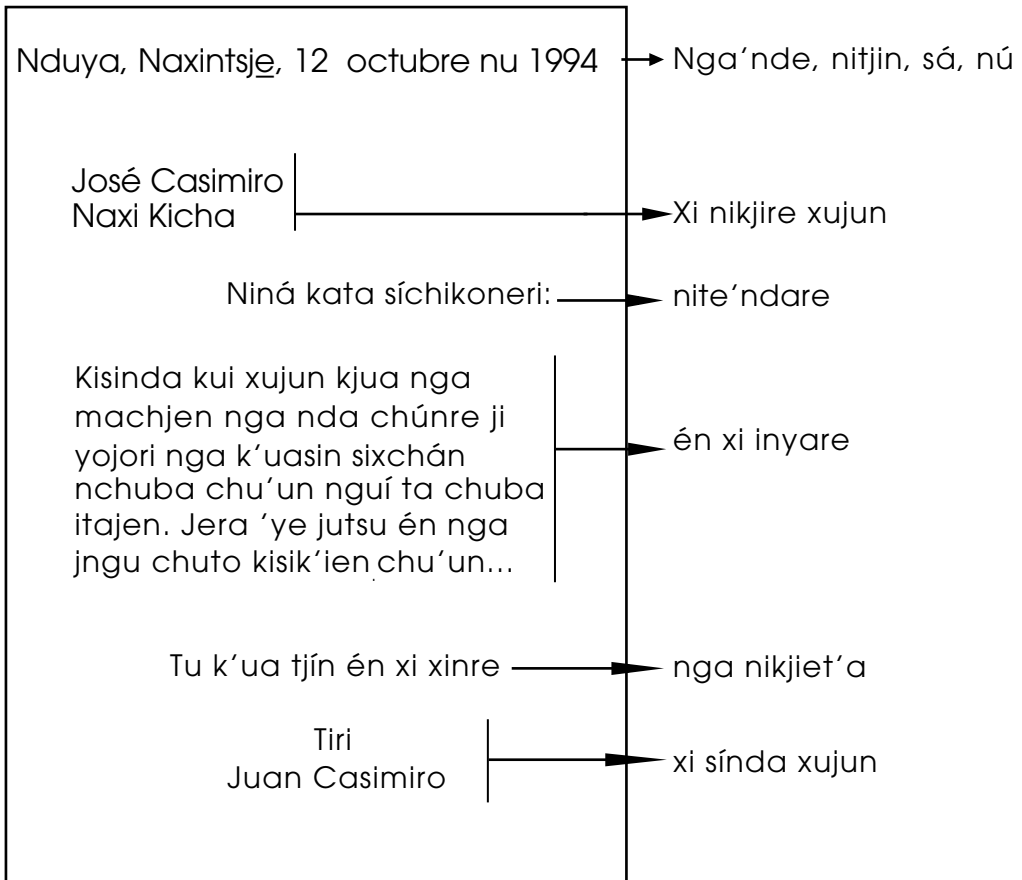 Nduya, Naxintsje, 12 octubre nu 1994
Nga’nde, nitjin, sá, nú
José Casimiro
Naxi Kicha
Xi nikjire xujun
Niná kata síchikoneri:
nite’ndare
Kisinda kui xujun kjua nga
machjen nga nda chúnre ji
yojori nga k’uasin sixchán
nchuba chu’un nguí ta chuba
itajen. Jera ’ye jutsu én nga
jngu chuto kisik’ien chu’un...
én xi inyare
Tu k’ua tjín én xi xinre
nga nikjiet’a
Tiri
Juan Casimiro
xi sínda xujun